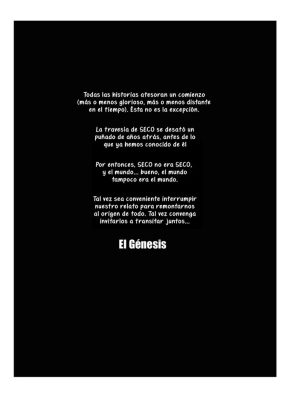 Todas las historias atesoran un comienzo
(más o menos glorioso, más o menos distante
en el tiempo). Ésta no es la excepción.
La travesía de SECO se desató un
puñado de años atrás, antes de lo
que ya hemos conocido de él
Por entonces, SECO no era SECO,
y el mundo... bueno, el mundo
tampoco era el mundo.
Tal vez sea conveniente interrumpir
nuestro relato para remontarnos
al origen de todo. Tal vez convenga
invitarlos a transitar juntos...
El Génesis